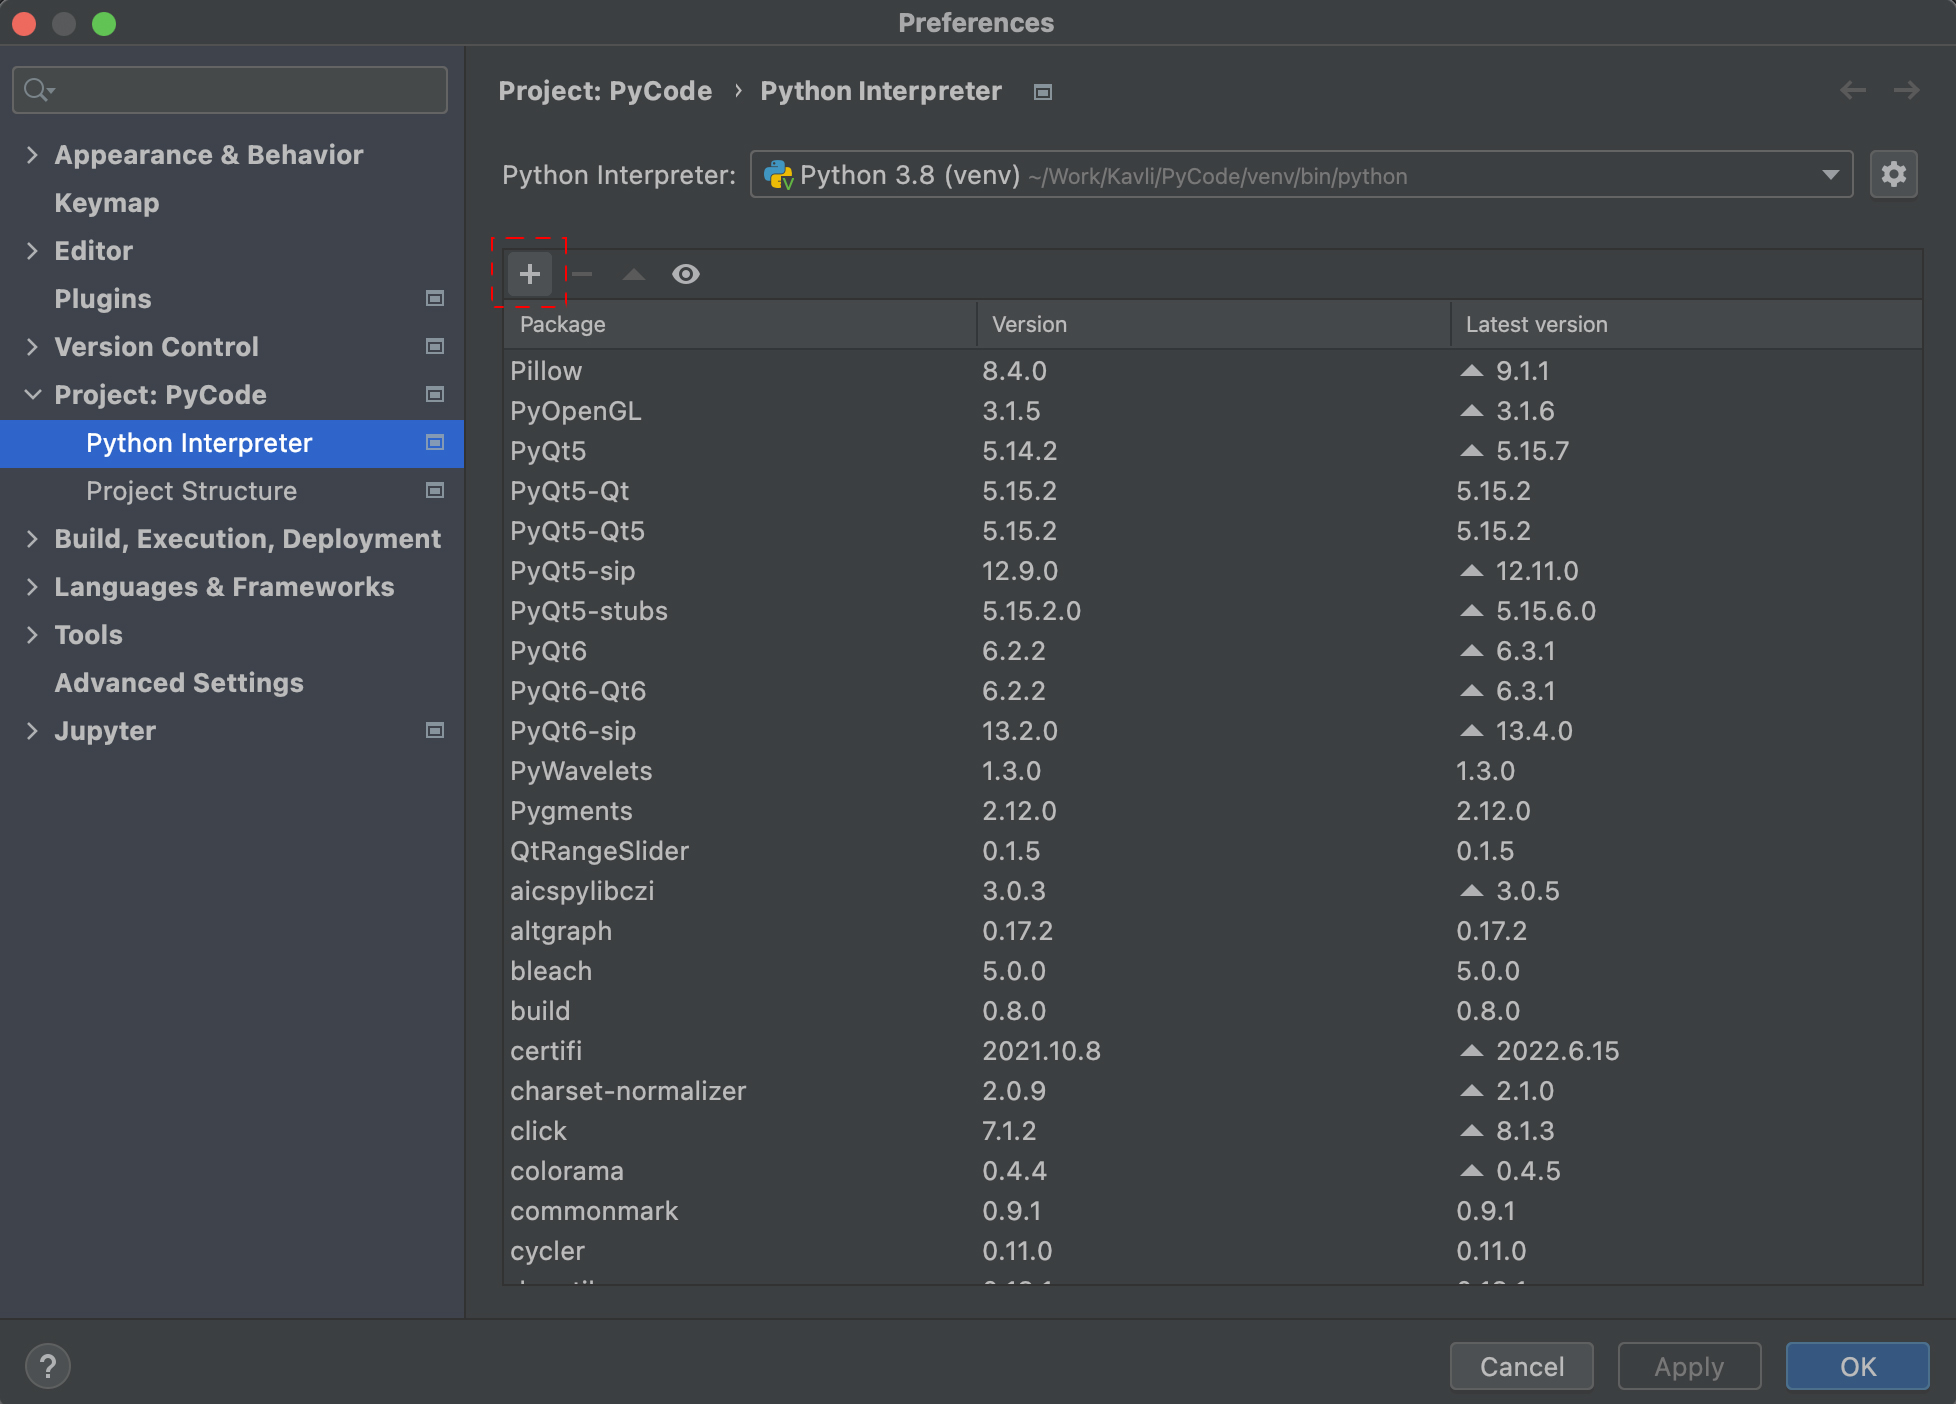 Preferences
Project: PyCode › Python Interpreter
Appearance & Behavior
Keymap
Editor
Plugins
Version Control
Project: PyCode
Python Interpreter
Project Structure
Build, Execution, Deployment
Languages & Frameworks
Tools
Advanced Settings
Jupyter
Python Interpreter: Python 3.8 (venv) ~/Work/Kavli/PyCode/venv/bin/python
Package Version Latest version
Pillow 8.4.0 9.1.1
PyOpenGL 3.1.5 3.1.6
PyQt5 5.14.2 5.15.7
PyQt5-Qt 5.15.2 5.15.2
PyQt5-Qt5 5.15.2 5.15.2
PyQt5-sip 12.9.0 12.11.0
PyQt5-stubs 5.15.2.0 5.15.6.0
PyQt6 6.2.2 6.3.1
PyQt6-Qt6 6.2.2 6.3.1
PyQt6-sip 13.2.0 13.4.0
PyWavelets 1.3.0 1.3.0
Pygments 2.12.0 2.12.0
QtRangeSlider 0.1.5 0.1.5
aicspylibczi 3.0.3 3.0.5
altgraph 0.17.2 0.17.2
bleach 5.0.0 5.0.0
build 0.8.0 0.8.0
certifi 2021.10.8 2022.6.15
charset-normalizer 2.0.9 2.1.0
click 7.1.2 8.1.3
colorama 0.4.4 0.4.5
commonmark 0.9.1 0.9.1
cycler 0.11.0 0.11.0
?
Cancel Apply OK